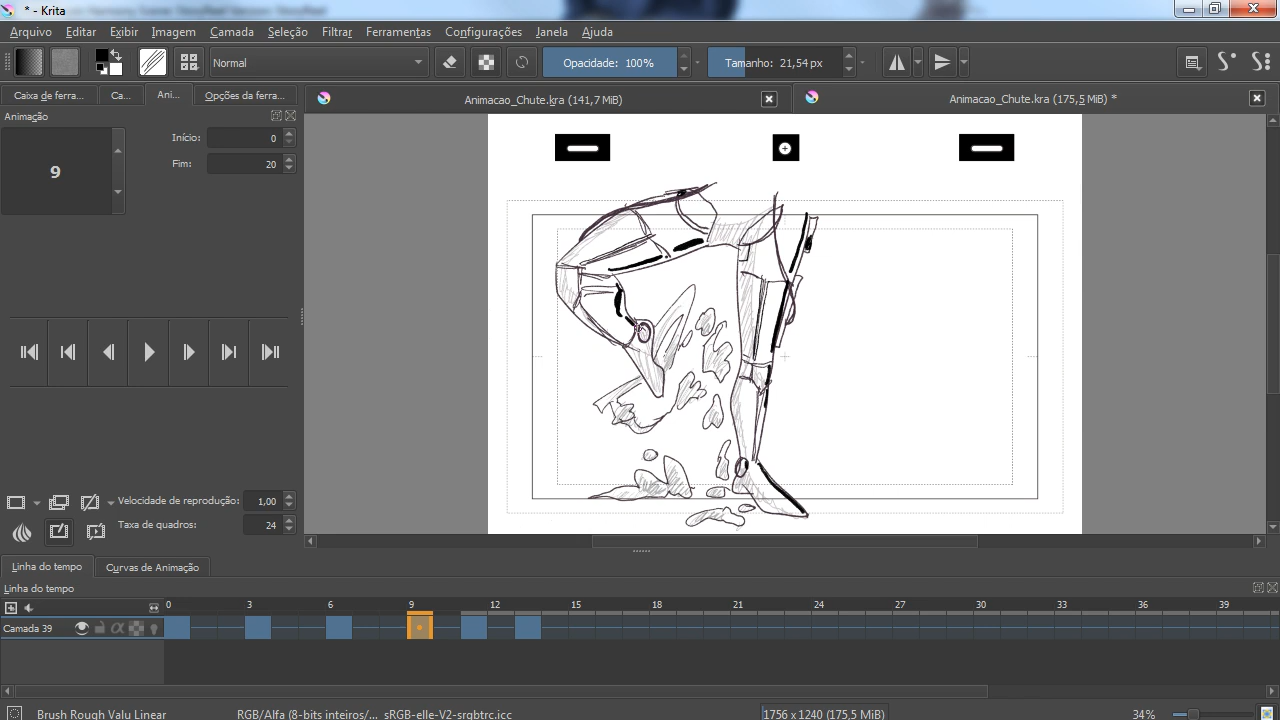 * - Krita
Arquivo Editar Exibir Imagem Camada Seleção Filtrar Ferramentas Configurações Janela Ajuda
Normal Opacidade: 100% Tamanho: 21,54 px
Caixa de ferra... Ca... Ani... Opções da ferra...
Animacao_Chute.kra (141,7 MiB) Animacao_Chute.kra (175,5 MiB) *
Animação
Início: 0
9
Fim: 20
Velocidade de reprodução: 1,00
Taxa de quadros: 24
Linha do tempo Curvas de Animação
Linha do tempo
0 3 6 9 12 15 18 21 24 27 30 33 36 39
Camada 39
Brush Rough Valu Linear RGB/Alfa (8-bits inteiros/... sRGB-elle-V2-srgbtrc.icc 1756 x 1240 (175,5 MiB) 34%